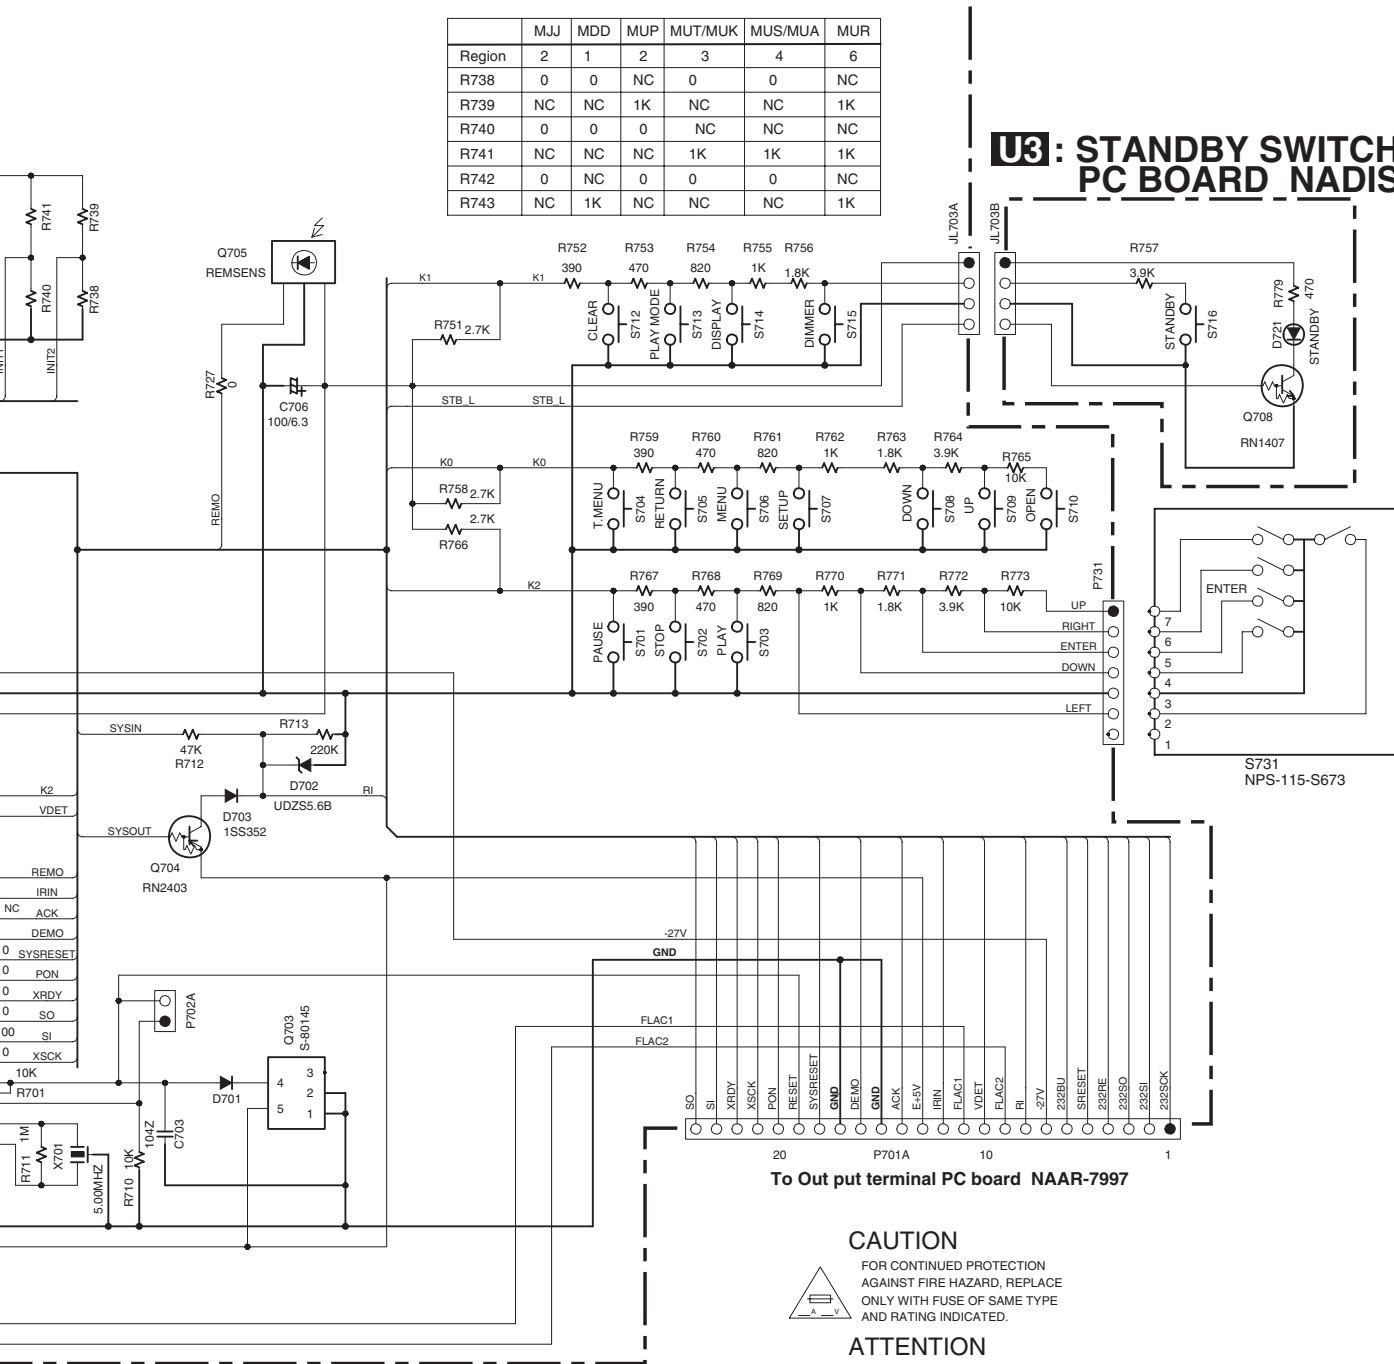 MJJ MDD MUP MUT/MUK MUS/MUA MUR
Region 2 1 2 3 4 6
R738 0 0 NC 0 0 NC
R739 NC NC 1K NC NC 1K
R740 0 0 0 NC NC NC
R741 NC NC NC 1K 1K 1K
R742 0 NC 0 0 0 NC
R743 NC 1K NC NC NC 1K
U3 : STANDBY SWITCH
PC BOARD NADIS
R741
R739
R740
R738
INIT2
Q705
REMSENS
R727
0
C706
100/6.3
REMO
K1
K1
R751 2.7K
R752
390
R753
470
R754
820
R755
1K
R756
1.8K
CLEAR
S712
PLAY MODE
S713
DISPLAY
S714
DIMMER
S715
JL703A
JL703B
R757
3.9K
STANDBY
S716
R779
470
D721
STANDBY
Q708
RN1407
STB_L
STB_L
K0
K0
R758 2.7K
2.7K
R766
R759
390
R760
470
R761
820
R762
1K
R763
1.8K
R764
3.9K
R765
10K
T.MENU
S704
RETURN
S705
MENU
S706
SETUP
S707
DOWN
S708
UP
S709
OPEN
S710
K2
R767
390
R768
470
R769
820
R770
1K
R771
1.8K
R772
3.9K
R773
10K
PAUSE
S701
STOP
S702
PLAY
S703
P731
UP
RIGHT
ENTER
DOWN
LEFT
ENTER
7
6
5
4
3
2
1
S731
NPS-115-S673
SYSIN
47K
R712
R713
220K
D702
UDZS5.6B
RI
D703
1SS352
SYSOUT
Q704
RN2403
K2
VDET
REMO
IRIN
NC ACK
DEMO
0 SYSRESET
0 PON
0 XRDY
0 SO
00 SI
0 XSCK
10K
R701
P702A
Q703
S-80145
4
5
3
2
1
D701
104Z
C703
R711 1M
X701
5.00MHZ
R710 10K
-27V
GND
FLAC1
FLAC2
SO
SI
XRDY
XSCK
PON
RESET
SYSRESET
GND
DEMO
GND
ACK
E+5V
IRIN
FLAC1
VDET
FLAC2
RI
-27V
232BU
SRESET
232RE
232SO
232SI
232SCK
20 P701A 10 1
To Out put terminal PC board NAAR-7997
CAUTION
FOR CONTINUED PROTECTION
AGAINST FIRE HAZARD, REPLACE
ONLY WITH FUSE OF SAME TYPE
AND RATING INDICATED.
A V
ATTENTION